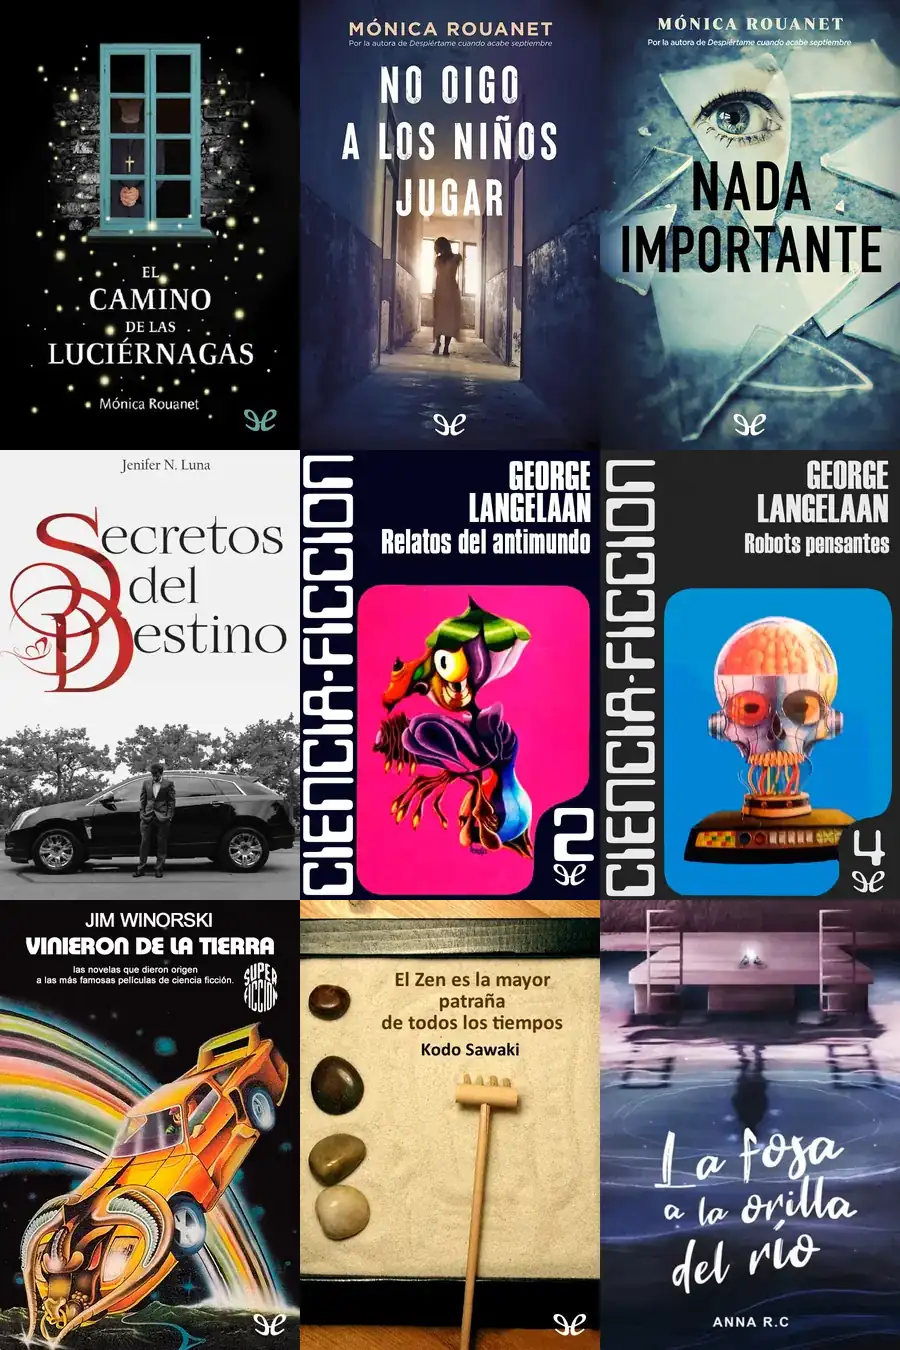 EL
CAMINO
DE LAS
LUCIÉRNAGAS
Mónica Rouanet
MÓNICA ROUANET
Por la autora de Despiértame cuando acabe septiembre
NO OIGO
A LOS NIÑOS
JUGAR
MÓNICA ROUANET
Por la autora de Despiértame cuando acabe septiembre
NADA
IMPORTANTE
Jenifer N. Luna
Secretos
del
Destino
CIENCIA-FICCION
GEORGE
LANGELAAN
Relatos del antimundo
2
CIENCIA-FICCION
GEORGE
LANGELAAN
Robots pensantes
4
JIM WINORSKI
VINIERON DE LA TIERRA
las novelas que dieron origen
a las más famosas películas de ciencia ficción.
SUPER
FICCION
El Zen es la mayor
patraña
de todos los tiempos
Kodo Sawaki
La fosa
a la orilla
del río
ANNA R.C